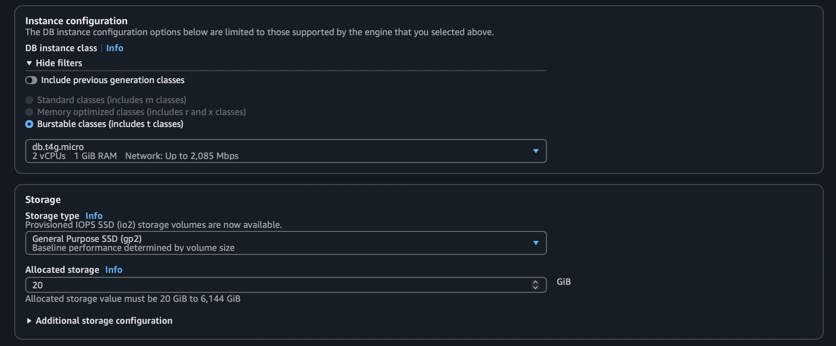 Instance configuration
The DB instance configuration options below are limited to those supported by the engine that you selected above.
DB instance class | Info
Hide filters
Include previous generation classes
Standard classes (includes m classes)
Memory optimized classes (includes r and x classes)
Burstable classes (includes t classes)
db.t4g.micro
2 vCPUs 1 GiB RAM Network: Up to 2,085 Mbps
Storage
Storage type Info
Provisioned IOPS SSD (io2) storage volumes are now available.
General Purpose SSD (gp2)
Baseline performance determined by volume size
Allocated storage Info
20 GiB
Allocated storage value must be 20 GiB to 6,144 GiB
Additional storage configuration